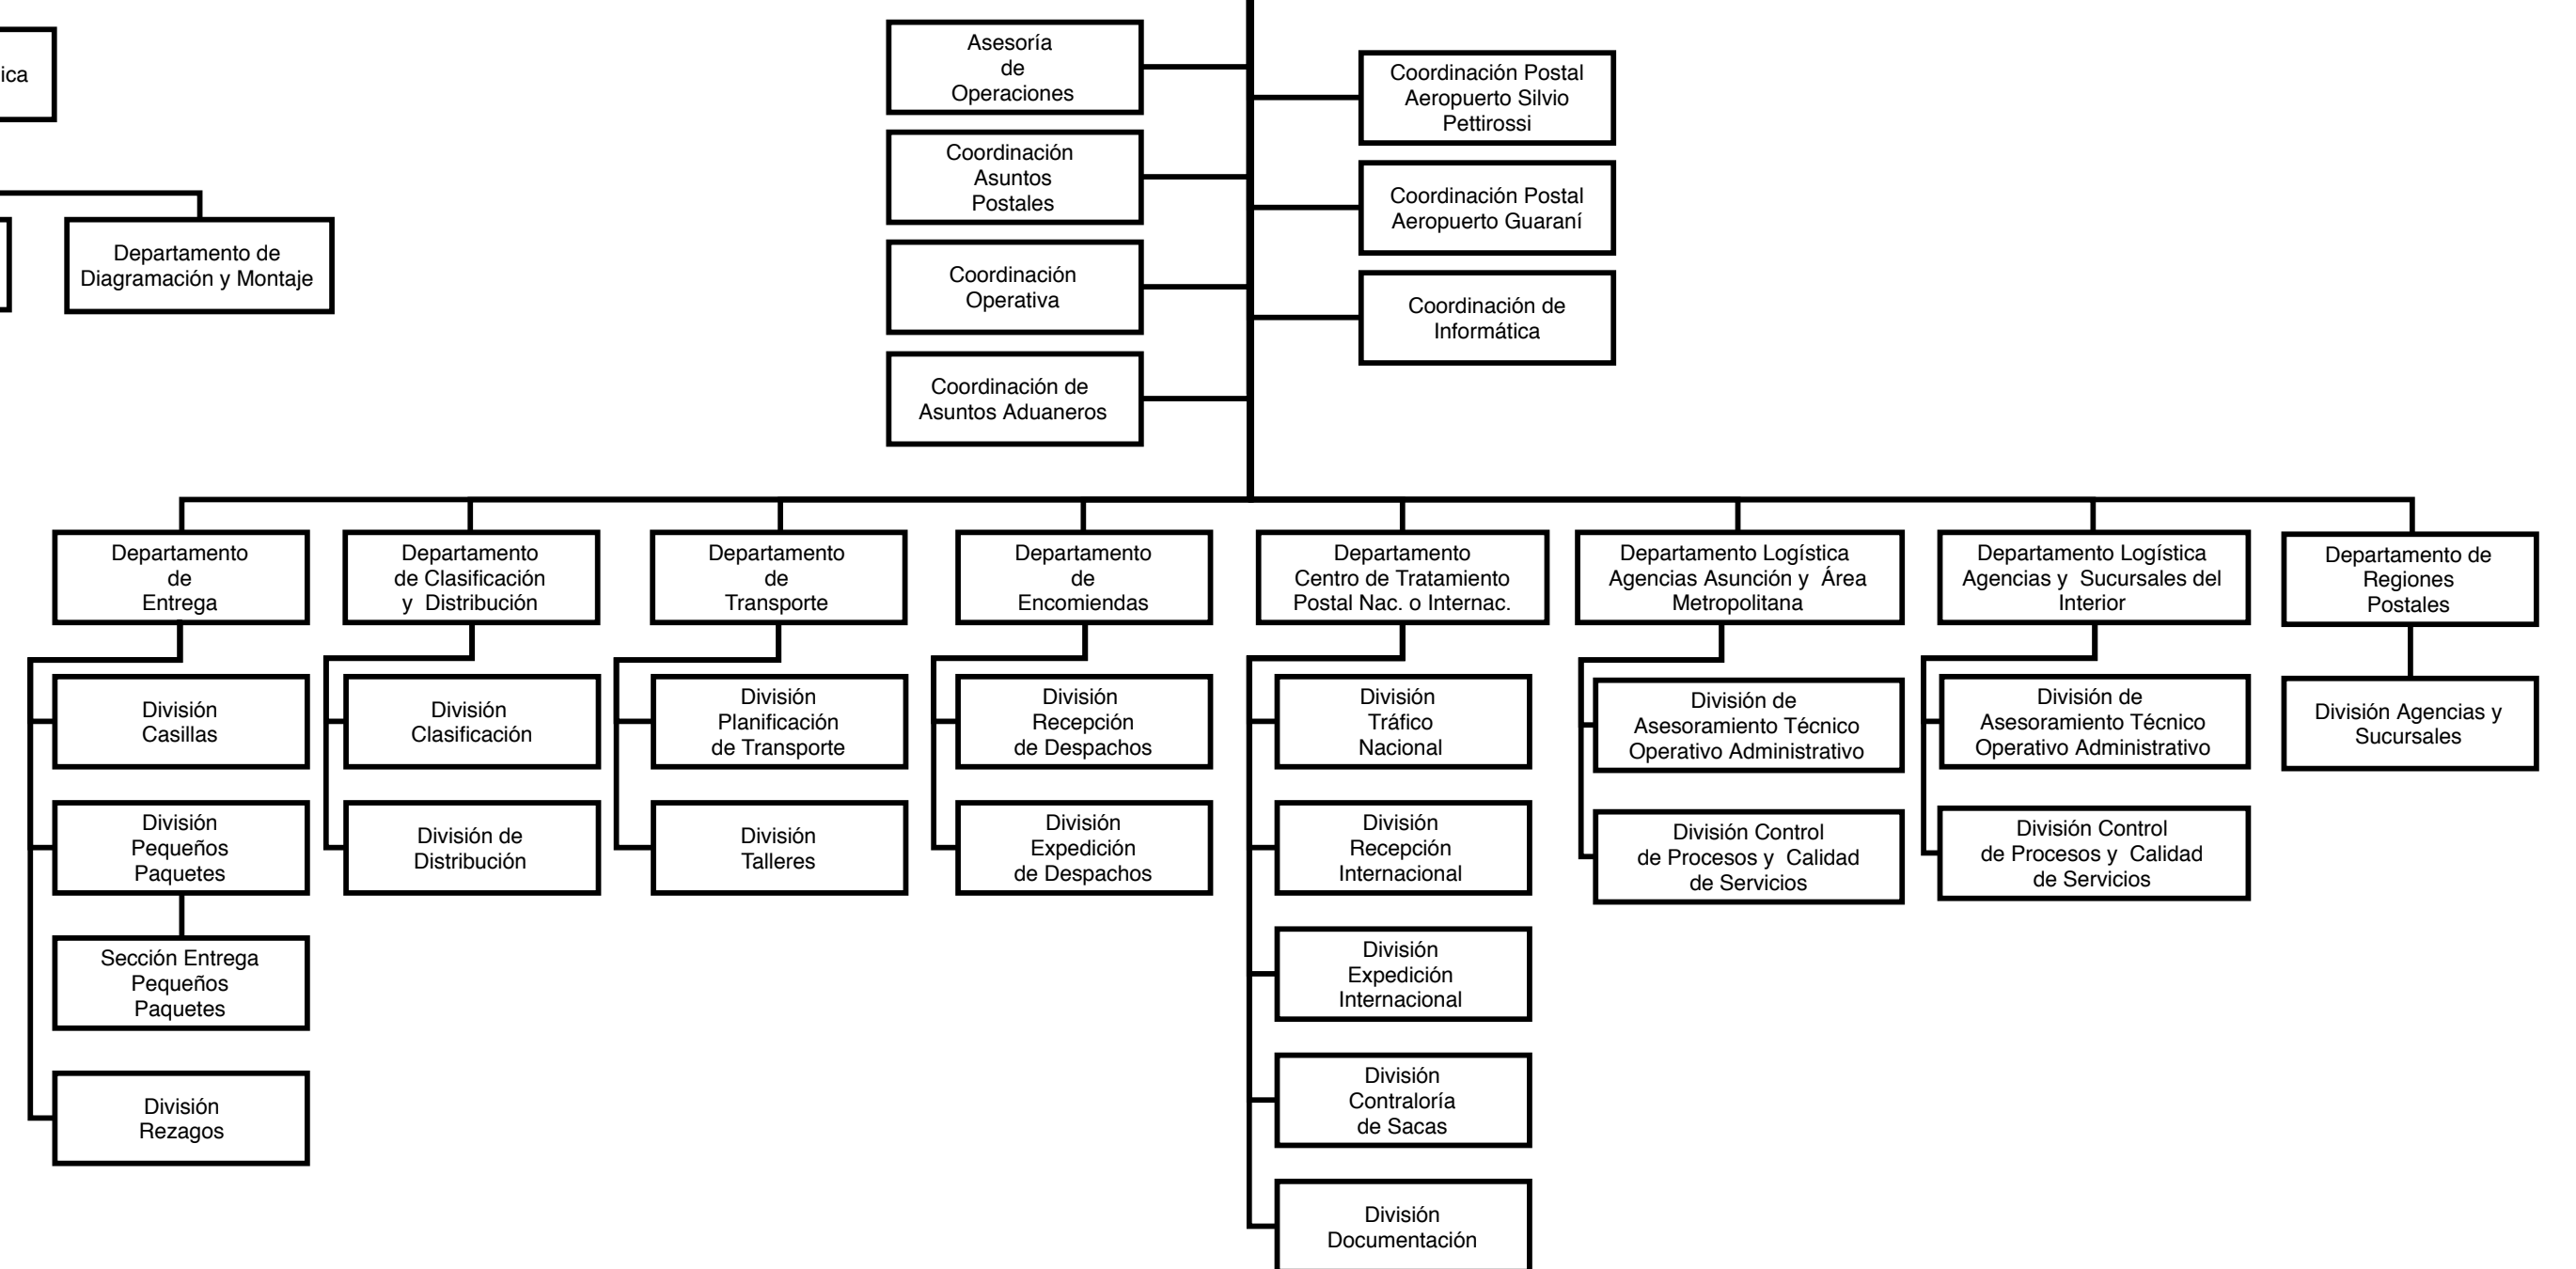 ica
Departamento de
Diagramación y Montaje
Asesoría
de
Operaciones
Coordinación
Asuntos
Postales
Coordinación
Operativa
Coordinación de
Asuntos Aduaneros
Coordinación Postal
Aeropuerto Silvio
Pettirossi
Coordinación Postal
Aeropuerto Guaraní
Coordinación de
Informática
Departamento
de
Entrega
División
Casillas
División
Pequeños
Paquetes
Sección Entrega
Pequeños
Paquetes
División
Rezagos
Departamento
de Clasificación
y Distribución
División
Clasificación
División de
Distribución
Departamento
de
Transporte
División
Planificación
de Transporte
División
Talleres
Departamento
de
Encomiendas
División
Recepción
de Despachos
División
Expedición
de Despachos
Departamento
Centro de Tratamiento
Postal Nac. o Internac.
División
Tráfico
Nacional
División
Recepción
Internacional
División
Expedición
Internacional
División
Contraloría
de Sacas
División
Documentación
Departamento Logística
Agencias Asunción y Área
Metropolitana
División de
Asesoramiento Técnico
Operativo Administrativo
División Control
de Procesos y Calidad
de Servicios
Departamento Logística
Agencias y Sucursales del
Interior
División de
Asesoramiento Técnico
Operativo Administrativo
División Control
de Procesos y Calidad
de Servicios
Departamento de
Regiones
Postales
División Agencias y
Sucursales